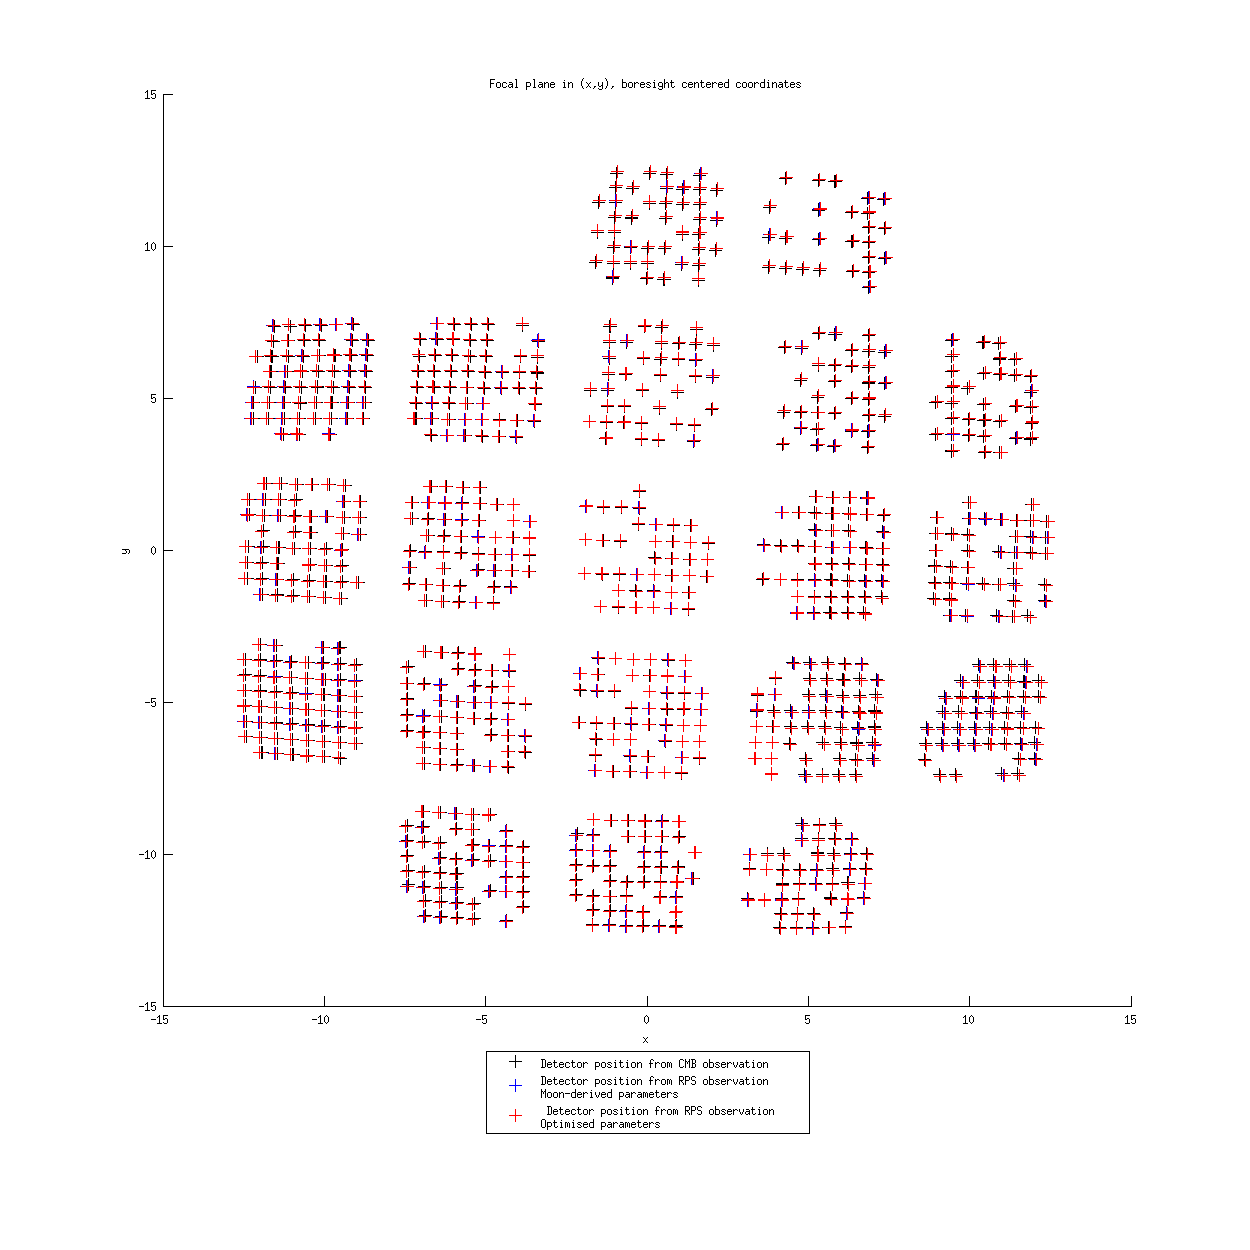 Focal plane in (x,y), boresight centered coordinates
15
10
5
0
-5
-10
-15
y
-15
-10
-5
0
5
10
15
x
Detector position from CMB observation
Detector position from RPS observation
Moon-derived parameters
Detector position from RPS observation
Optimised parameters